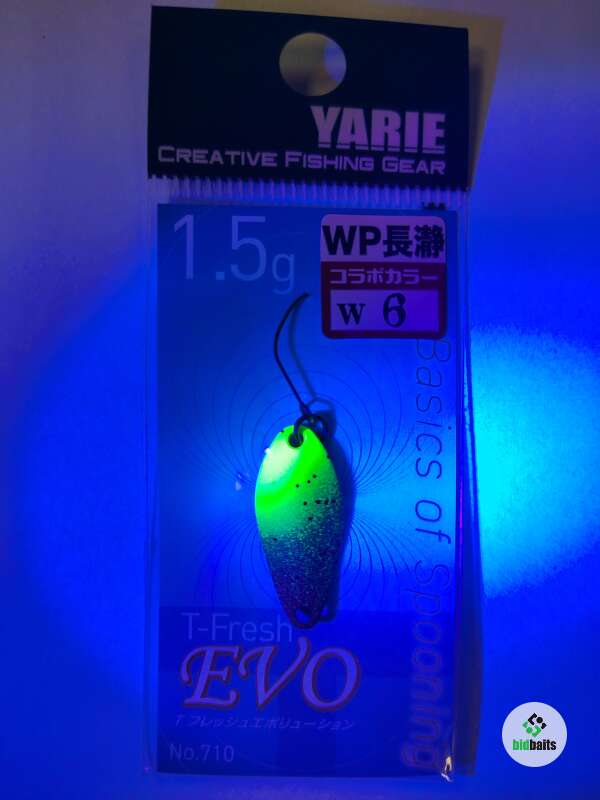 YARIE
CREATIVE FISHING GEAR
1.5g
WP長瀞
コラボカラー
W 6
Basics of Spooning
T-Fresh
EVO
T フレッシュエボリューション
No.710
bidbaits